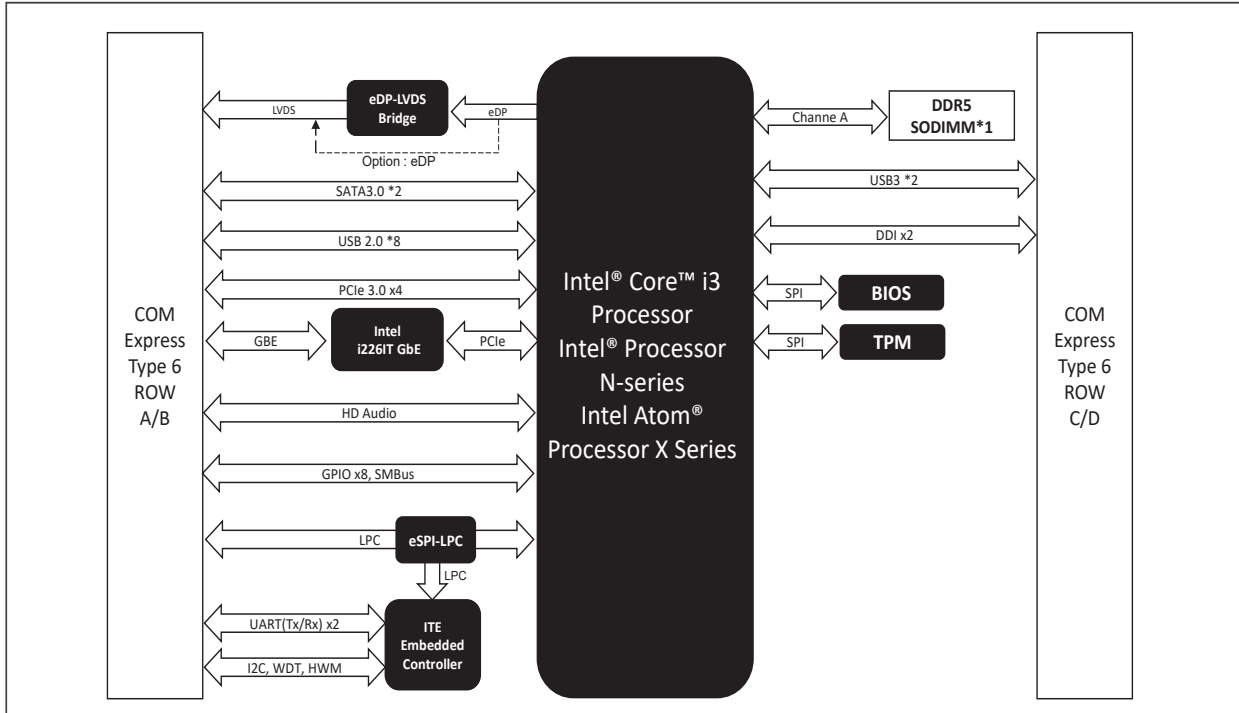 COM
Express
Type 6
ROW
A/B
LVDS
eDP-LVDS
Bridge
eDP
Option : eDP
SATA3.0 *2
USB 2.0 *8
PCIe 3.0 x4
GBE
Intel
i226IT GbE
PCIe
HD Audio
GPIO x8, SMBus
LPC
eSPI-LPC
LPC
UART(Tx/Rx) x2
I2C, WDT, HWM
ITE
Embedded
Controller
Intel® Core™ i3
Processor
Intel® Processor
N-series
Intel Atom®
Processor X Series
Channe A
DDR5
SODIMM*1
USB3 *2
DDI x2
SPI
BIOS
SPI
TPM
COM
Express
Type 6
ROW
C/D